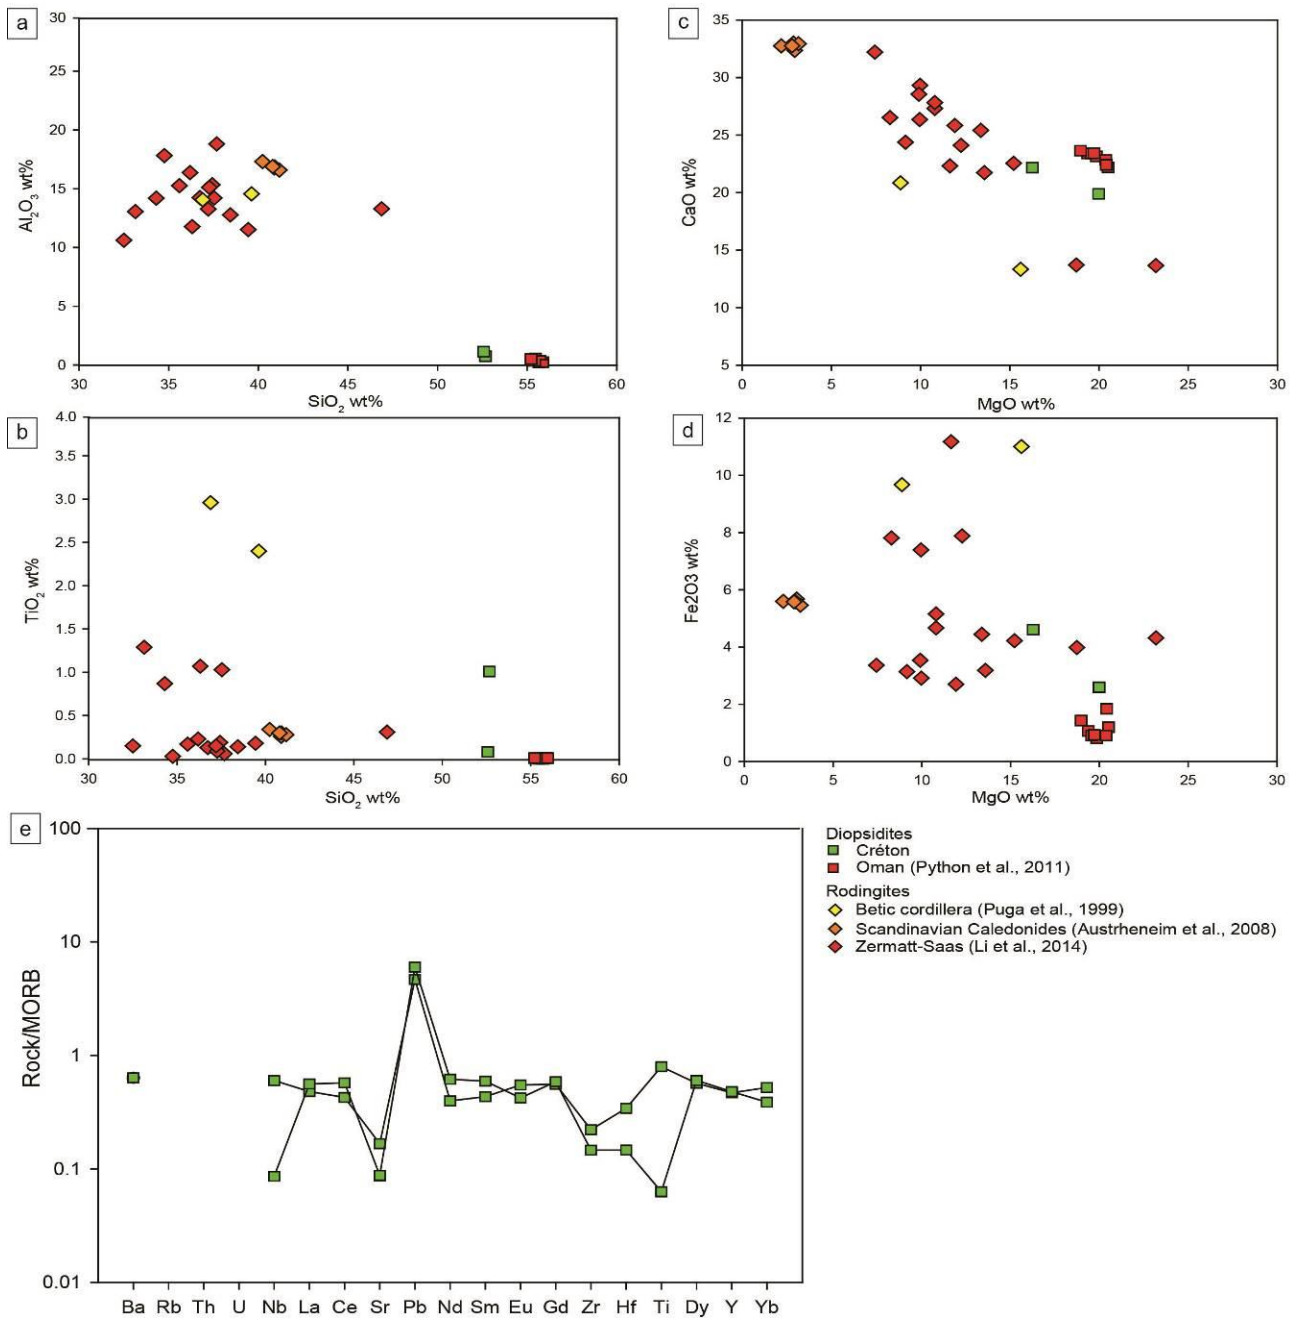 a
30
25
20
15
10
5
0
Al2O3 wt%
30 35 40 45 50 55 60
SiO2 wt%
c
35
30
25
20
15
10
5
CaO wt%
0 5 10 15 20 25 30
MgO wt%
b
4.0
3.5
3.0
2.5
2.0
1.5
1.0
0.5
0.0
TiO2 wt%
30 35 40 45 50 55 60
SiO2 wt%
d
12
10
8
6
4
2
0
Fe2O3 wt%
0 5 10 15 20 25 30
MgO wt%
e
100
10
1
0.1
0.01
Rock/MORB
Ba Rb Th U Nb La Ce Sr Pb Nd Sm Eu Gd Zr Hf Ti Dy Y Yb
Diopsidites
Créton
Oman (Python et al., 2011)
Rodingites
Betic cordillera (Puga et al., 1999)
Scandinavian Caledonides (Austrheneim et al., 2008)
Zermatt-Saas (Li et al., 2014)